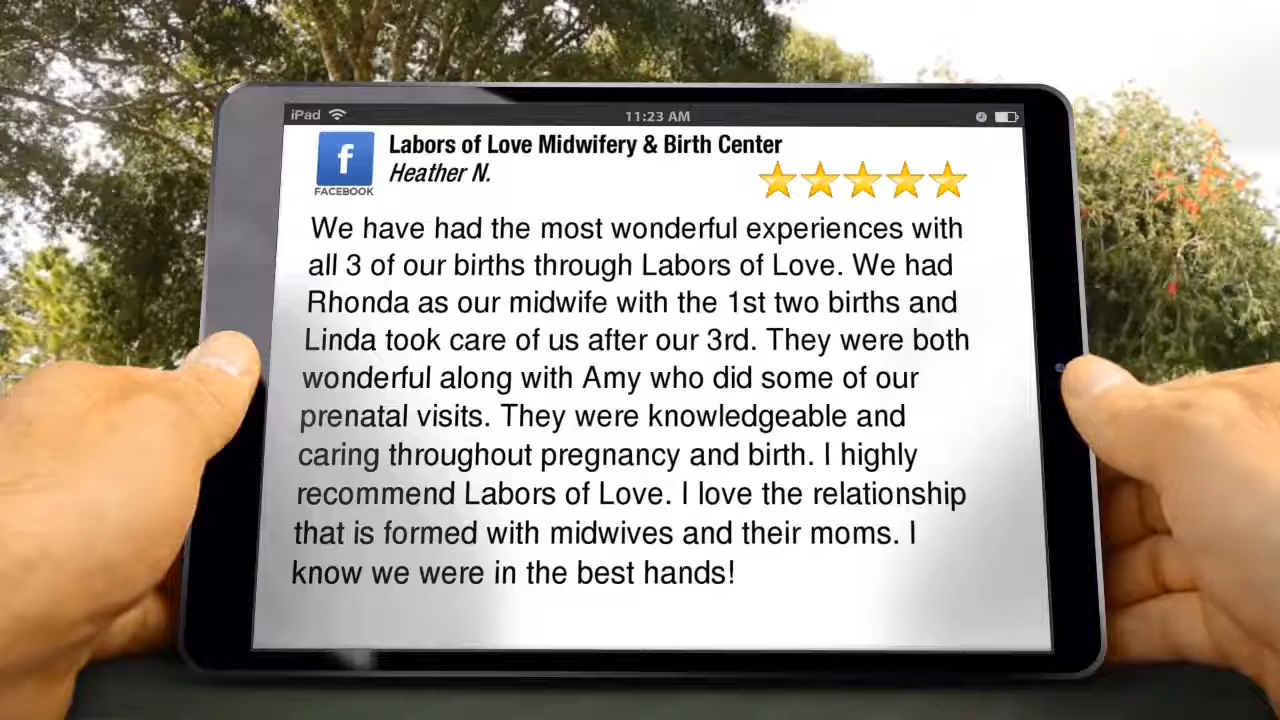 iPad 11:23 AM
f
FACEBOOK
Labors of Love Midwifery & Birth Center
Heather N.
We have had the most wonderful experiences with
all 3 of our births through Labors of Love. We had
Rhonda as our midwife with the 1st two births and
Linda took care of us after our 3rd. They were both
wonderful along with Amy who did some of our
prenatal visits. They were knowledgeable and
caring throughout pregnancy and birth. I highly
recommend Labors of Love. I love the relationship
that is formed with midwives and their moms. I
know we were in the best hands!